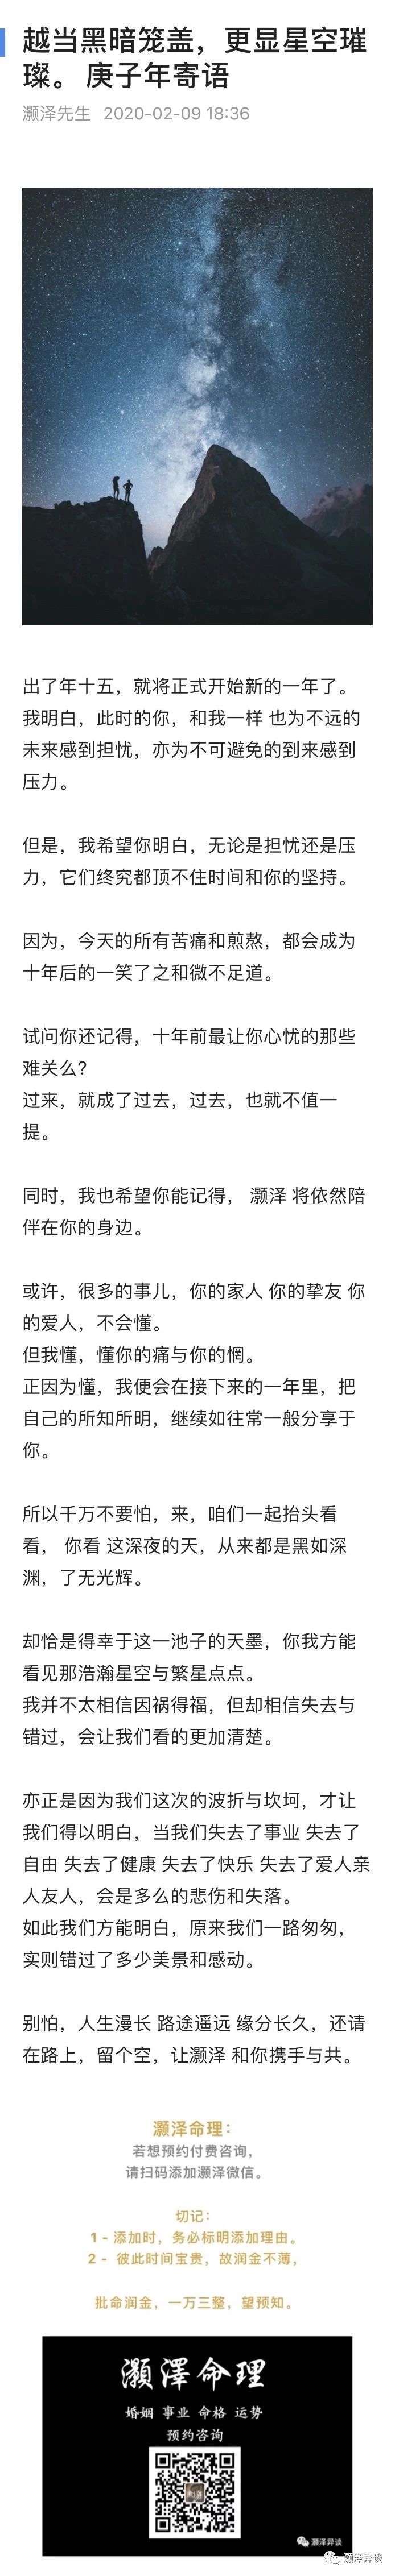 越当黑暗笼盖，更显星空璀
璨。 庚子年寄语
灏泽先生 2020-02-09 18:36
出了年十五，就将正式开始新的一年了。
我明白，此时的你，和我一样 也为不远的
未来感到担忧，亦为不可避免的到来感到
压力。
但是，我希望你明白，无论是担忧还是压
力，它们终究都顶不住时间和你的坚持。
因为，今天的所有苦痛和煎熬，都会成为
十年后的一笑了之和微不足道。
试问你还记得，十年前最让你心忧的那些
难关么？
过来，就成了过去，过去，也就不值一
提。
同时，我也希望你能记得， 灏泽 将依然陪
伴在你的身边。
或许，很多的事儿，你的家人 你的挚友 你
的爱人，不会懂。
但我懂，懂你的痛与你的惘。
正因为懂，我便会在接下来的一年里，把
自己的所知所明，继续如往常一般分享于
你。
所以千万不要怕，来，咱们一起抬头看
看， 你看 这深夜的天，从来都是黑如深
渊，了无光辉。
却恰是得幸于这一池子的天墨，你我方能
看见那浩瀚星空与繁星点点。
我并不太相信因祸得福，但却相信失去与
错过，会让我们看的更加清楚。
亦正是因为我们这次的波折与坎坷，才让
我们得以明白，当我们失去了事业 失去了
自由 失去了健康 失去了快乐 失去了爱人亲
人友人，会是多么的悲伤和失落。
如此我们方能明白，原来我们一路匆匆，
实则错过了多少美景和感动。
别怕，人生漫长 路途遥远 缘分长久，还请
在路上，留个空，让灏泽 和你携手与共。
灏泽命理：
若想预约付费咨询，
请扫码添加灏泽微信。
切记：
1 - 添加时，务必标明添加理由。
2 - 彼此时间宝贵，故润金不薄，
批命润金，一万三整，望预知。
灏澤命理
婚姻 事业 命格 运势
预约咨询
灏泽异谈
灏泽异谈